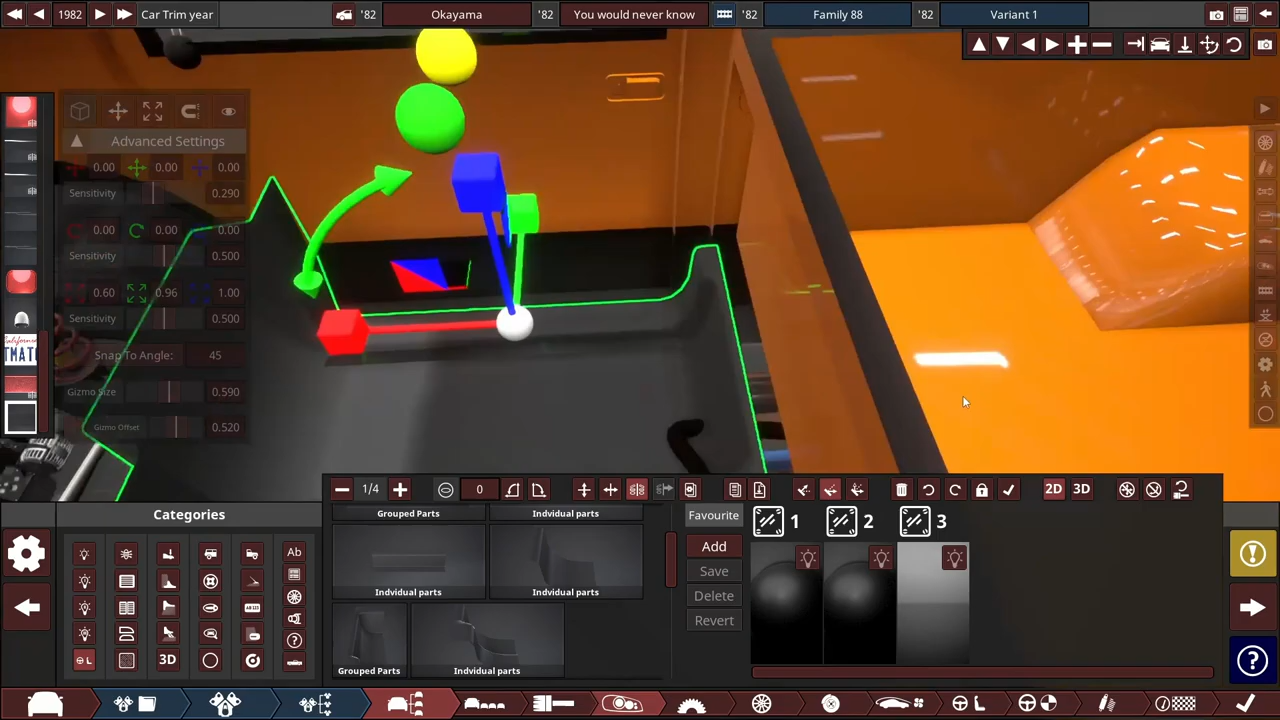 1982 Car Trim year '82 Okayama '82 You would never know '82 Family 88 '82 Variant 1
Advanced Settings
0.00 0.00 0.00
Sensitivity 0.290
0.00 0.00 0.00
Sensitivity 0.500
0.60 0.96 1.00
Sensitivity 0.500
Snap To Angle: 45
Gizmo Size 0.590
Gizmo Offset 0.520
California
TMAT
1/4 0 2D 3D
Categories
Ab
L
3D
Grouped Parts Indvidual parts
Indvidual parts Indvidual parts
Grouped Parts Indvidual parts
Favourite
Add
Save
Delete
Revert
1 2 3